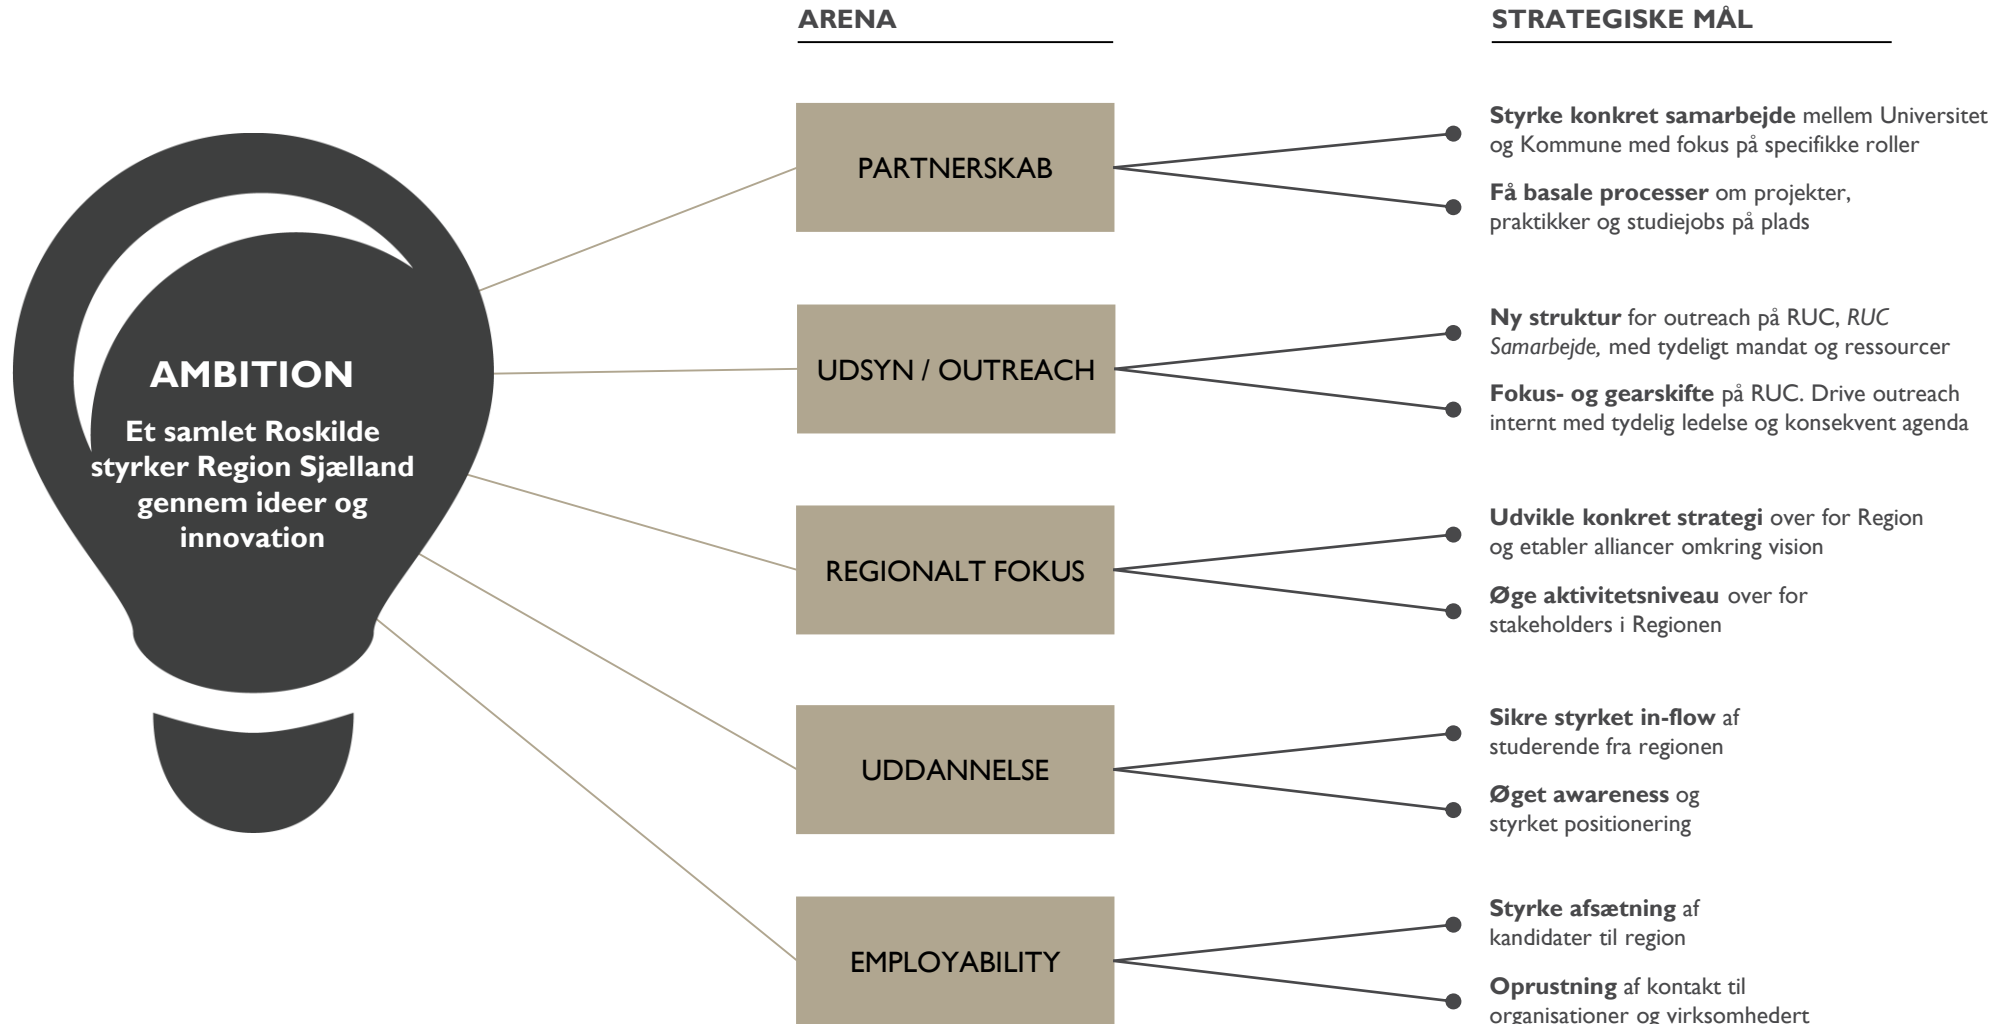 ARENA
STRATEGISKE MÅL
AMBITION
Et samlet Roskilde
styrker Region Sjælland
gennem ideer og
innovation
PARTNERSKAB
Styrke konkret samarbejde mellem Universitet
og Kommune med fokus på specifikke roller
Få basale processer om projekter,
praktikker og studiejobs på plads
UDSYN / OUTREACH
Ny struktur for outreach på RUC, RUC
Samarbejde, med tydeligt mandat og ressourcer
Fokus- og gearskifte på RUC. Drive outreach
internt med tydelig ledelse og konsekvent agenda
REGIONALT FOKUS
Udvikle konkret strategi over for Region
og etabler alliancer omkring vision
Øge aktivitetsniveau over for
stakeholders i Regionen
UDDANNELSE
Sikre styrket in-flow af
studerende fra regionen
Øget awareness og
styrket positionering
EMPLOYABILITY
Styrke afsætning af
kandidater til region
Oprustning af kontakt til
organisationer og virksomhedert